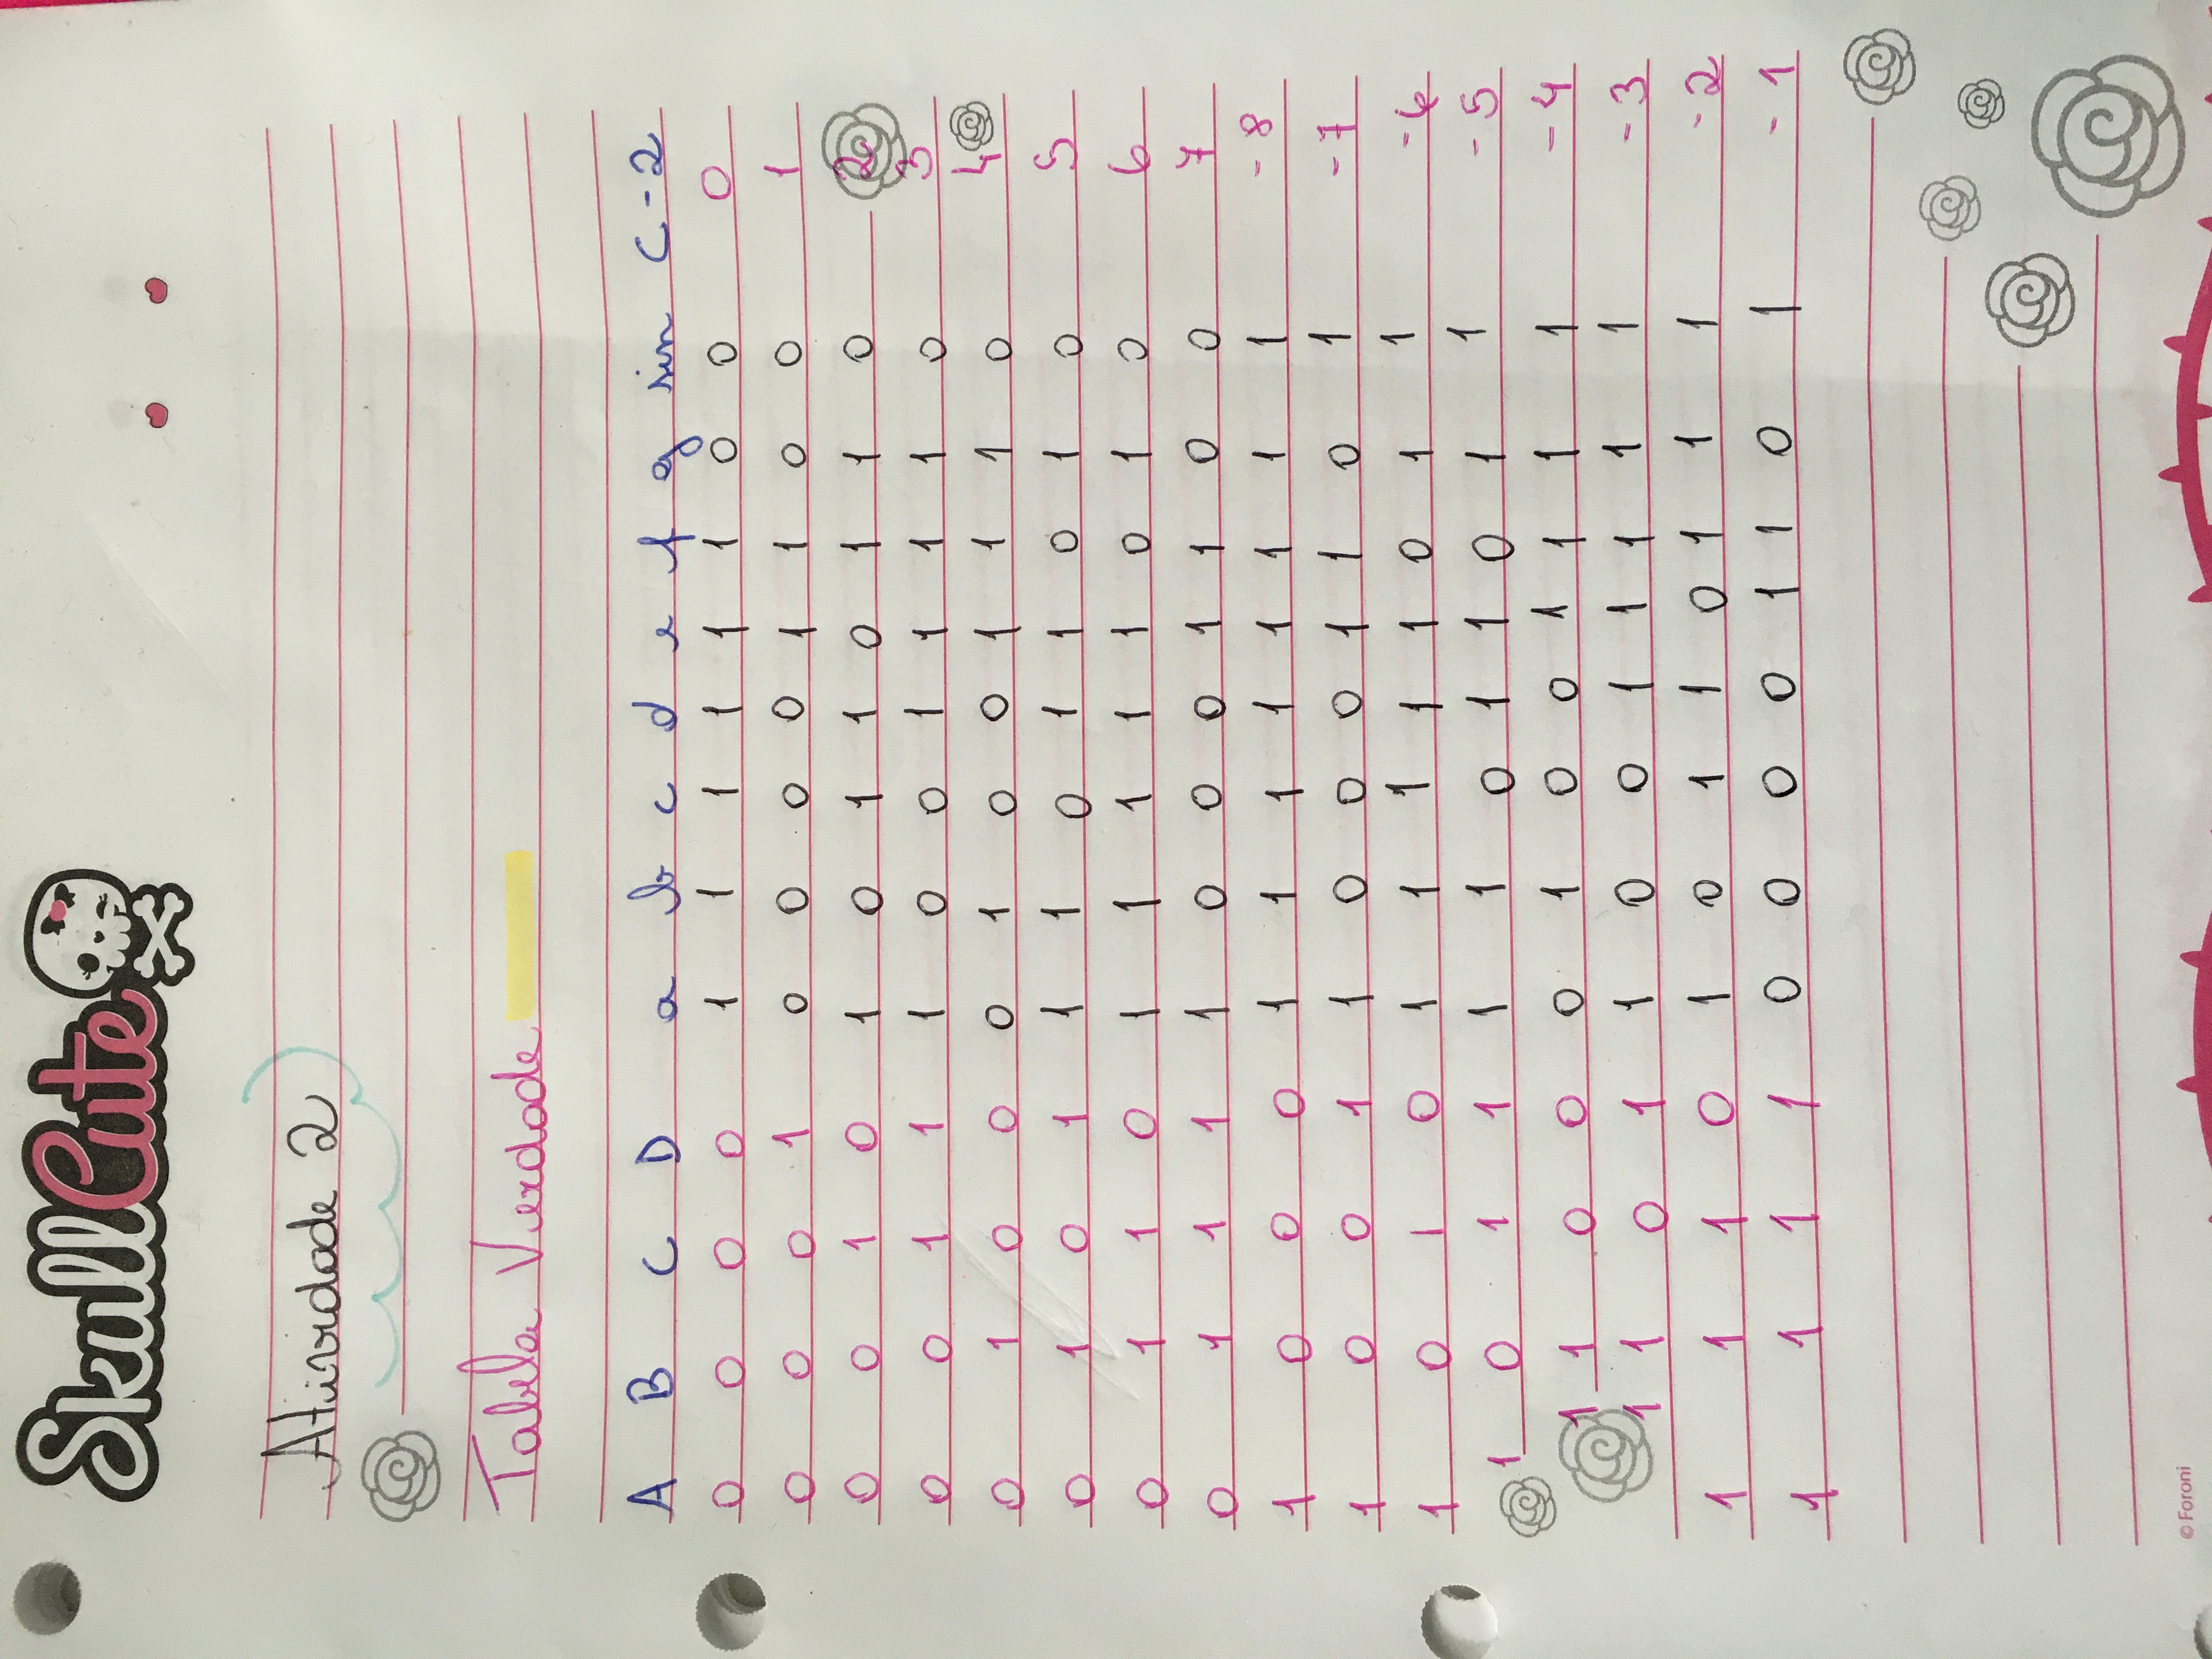 SkullCute
Atividade 2
Tabela Verdade
A B C D a b c d e f g sin C-2
0 0 0 0 1 1 1 1 1 1 0 0 0
0 0 0 1 0 0 0 0 1 1 0 0 1
0 0 1 0 1 0 1 1 0 1 1 0 2
0 0 1 1 1 0 0 1 1 1 1 0 3
0 1 0 0 0 1 0 0 1 1 1 0 4
0 1 0 1 1 1 0 1 1 0 1 0 5
0 1 1 0 1 1 1 1 1 0 1 0 6
0 1 1 1 1 0 0 0 1 1 0 0 7
1 0 0 0 1 1 1 1 1 1 1 1 -8
1 0 0 1 1 0 0 0 1 1 0 1 -7
1 0 1 0 1 1 1 1 1 0 1 1 -6
1 0 1 1 1 1 0 1 1 0 1 1 -5
1 1 0 0 0 1 0 0 1 1 1 1 -4
1 1 0 1 1 0 0 1 1 1 1 1 -3
1 1 1 0 1 0 1 1 0 1 1 1 -2
1 1 1 1 0 0 0 0 1 1 0 1 -1
© Foroni